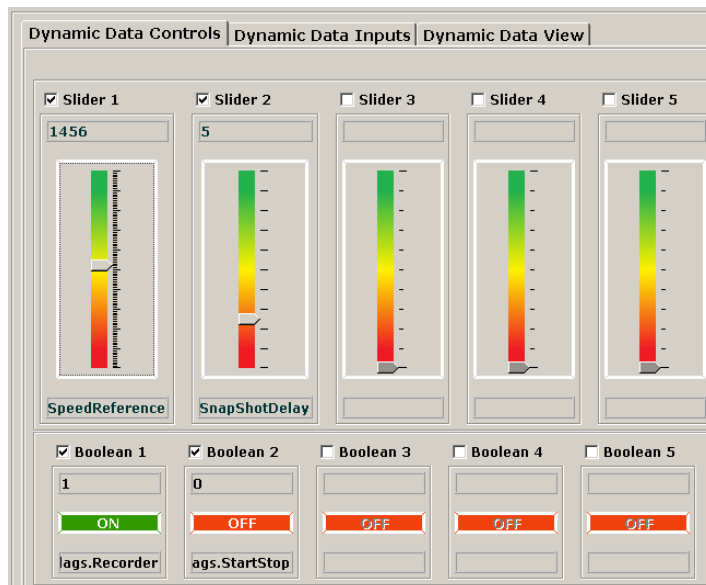 Dynamic Data Controls Dynamic Data Inputs Dynamic Data View
Slider 1 Slider 2 Slider 3 Slider 4 Slider 5
1456 5
SpeedReference SnapShotDelay
Boolean 1 Boolean 2 Boolean 3 Boolean 4 Boolean 5
1 0
ON OFF OFF OFF OFF
lags.Recorder ags.StartStop